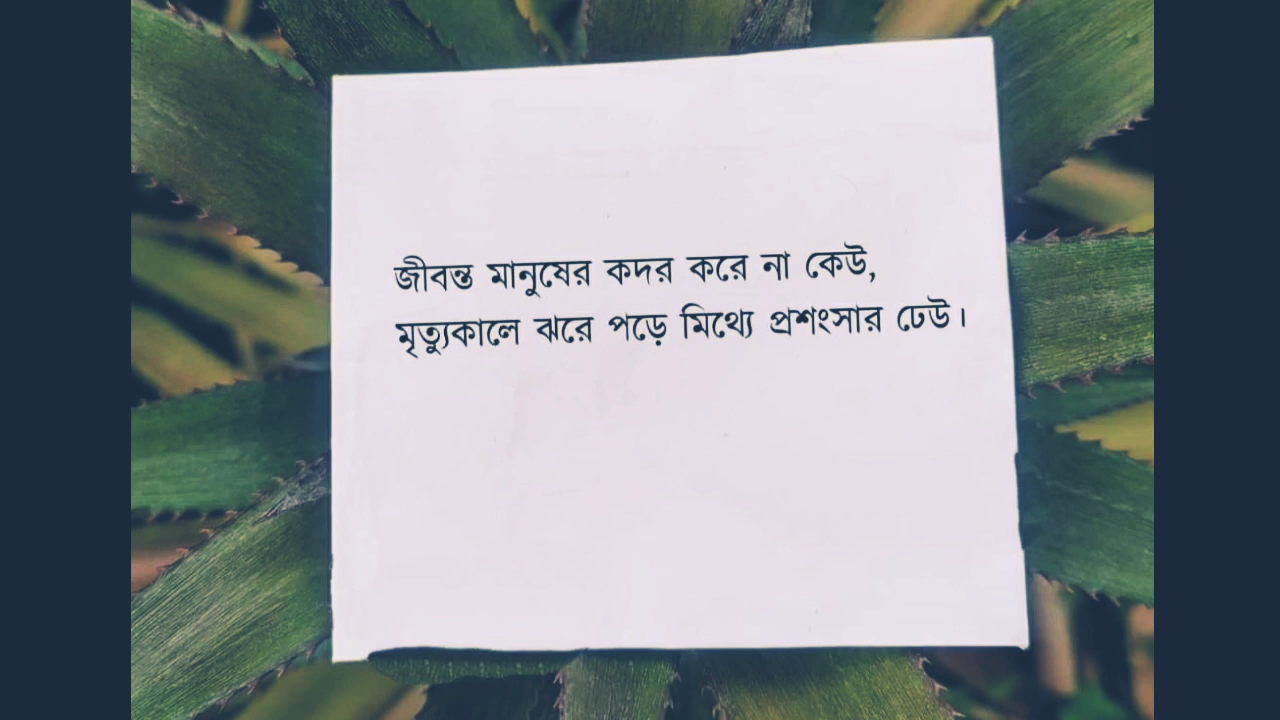 জীবন্ত মানুষের কদর করে না কেউ,
মৃত্যুকালে ঝরে পড়ে মিথ্যে প্রশংসার ঢেউ।